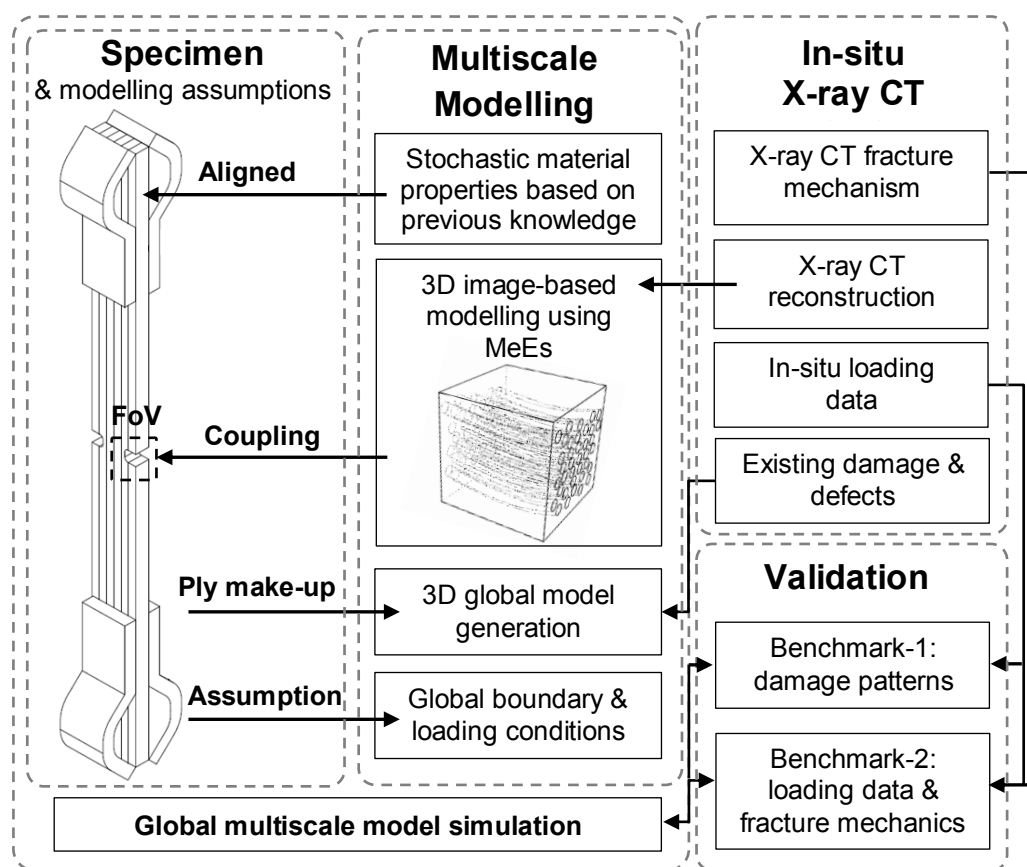 Specimen
& modelling assumptions
Aligned
FoV
Coupling
Ply make-up
Assumption
Multiscale
Modelling
Stochastic material
properties based on
previous knowledge
3D image-based
modelling using
MeEs
3D global model
generation
Global boundary &
loading conditions
Global multiscale model simulation
In-situ
X-ray CT
X-ray CT fracture
mechanism
X-ray CT
reconstruction
In-situ loading
data
Existing damage &
defects
Validation
Benchmark-1:
damage patterns
Benchmark-2:
loading data &
fracture mechanics